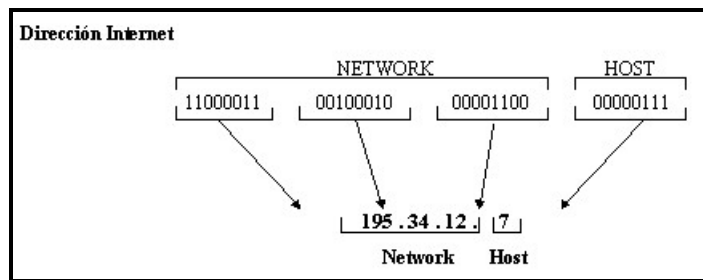 Dirección Internet
NETWORK HOST
11000011 00100010 00001100 00000111
195.34.12. 7
Network Host